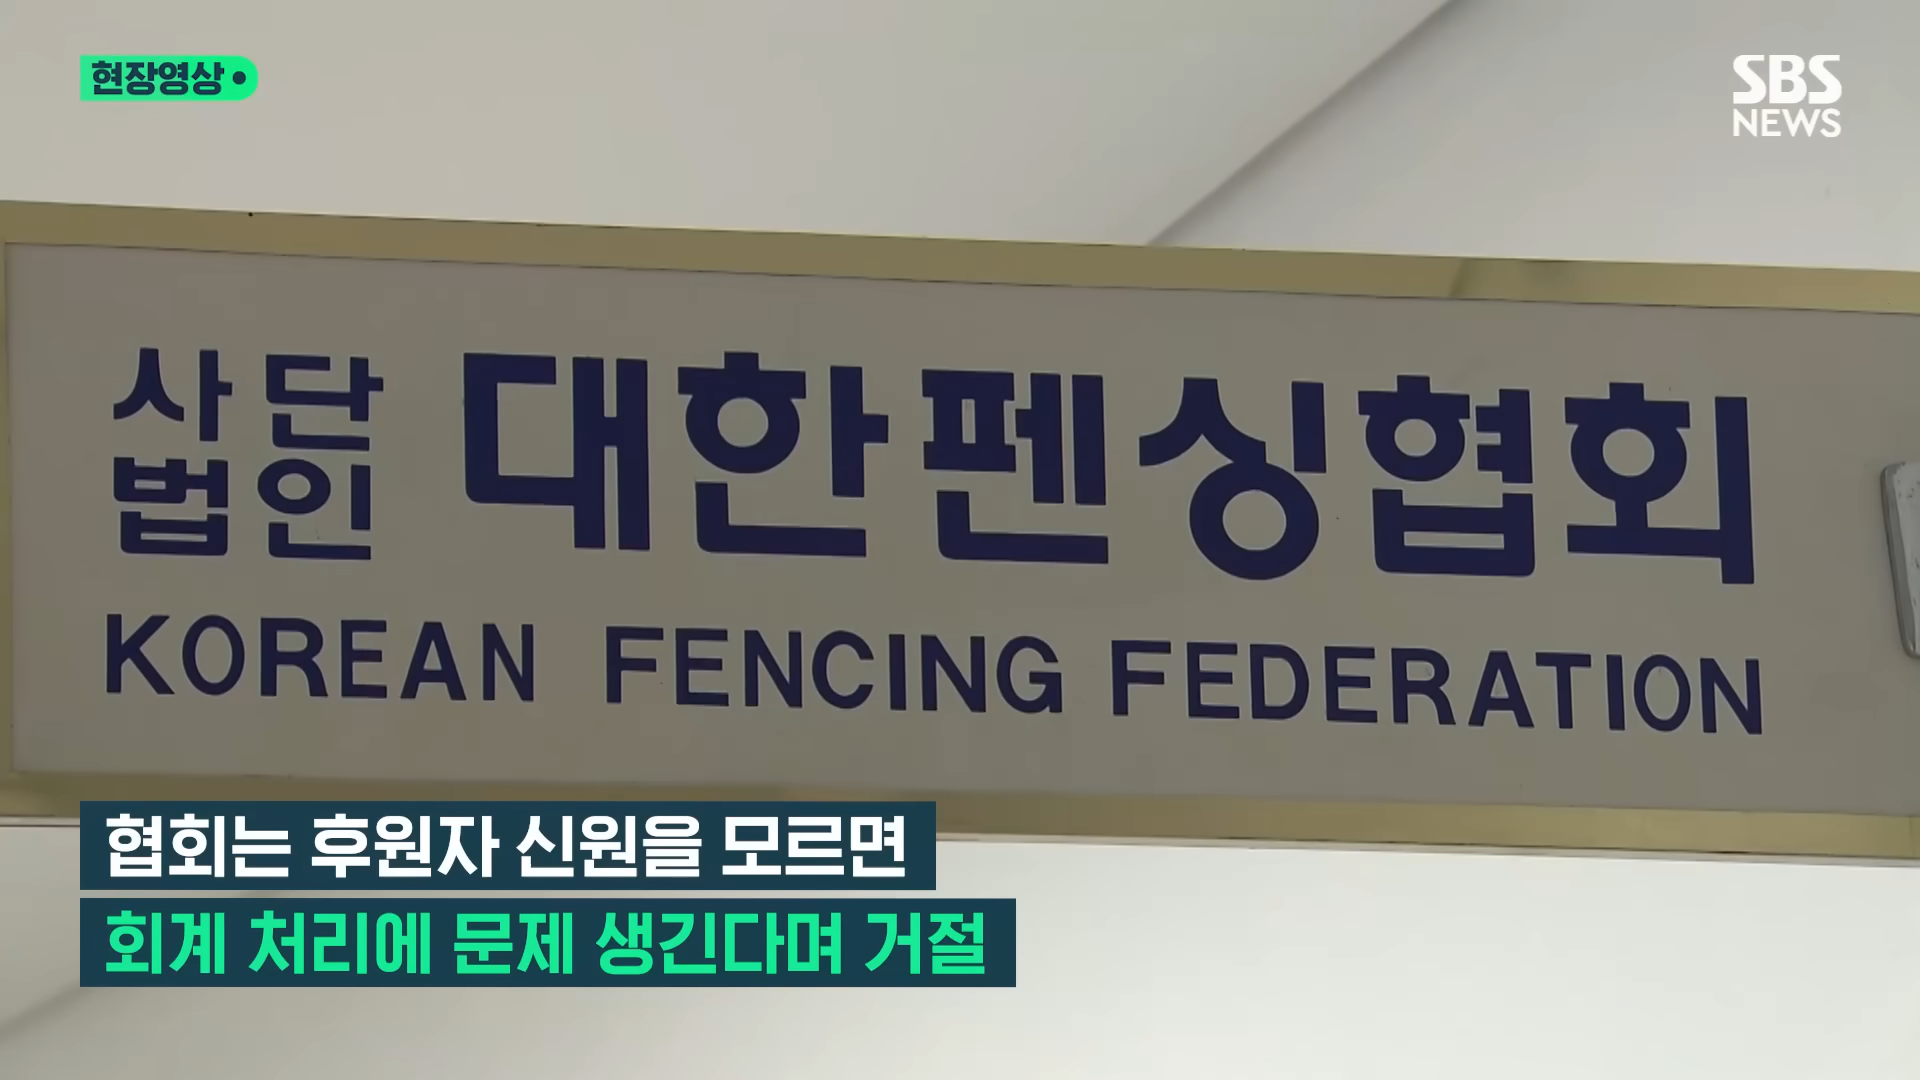 현장영상
SBS
NEWS
사단
법인
대한펜싱협회
KOREAN FENCING FEDERATION
협회는 후원자 신원을 모르면
회계 처리에 문제 생긴다며 거절